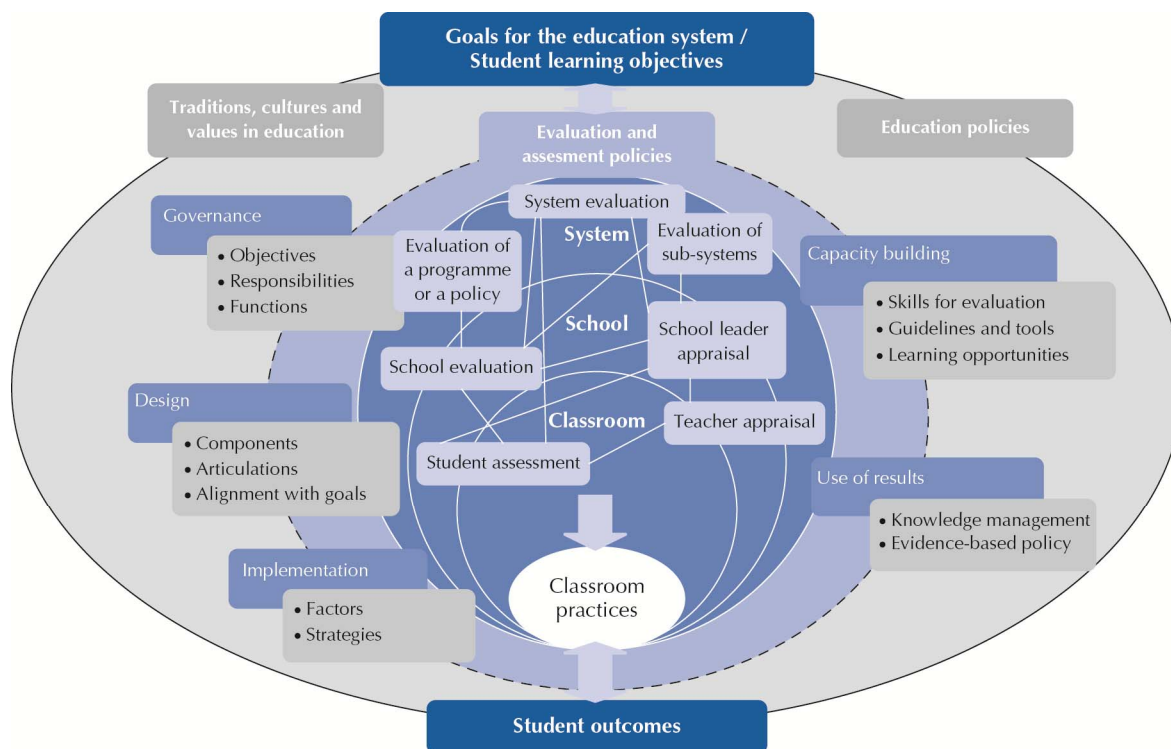 Goals for the education system /
Student learning objectives
Traditions, cultures and
values in education
Education policies
Evaluation and
assesment policies
System evaluation
System
Evaluation of
sub-systems
Evaluation of
a programme
or a policy
Governance
• Objectives
• Responsibilities
• Functions
Capacity building
• Skills for evaluation
• Guidelines and tools
• Learning opportunities
School
School leader
appraisal
School evaluation
Design
• Components
• Articulations
• Alignment with goals
Classroom
Teacher appraisal
Student assessment
Use of results
• Knowledge management
• Evidence-based policy
Implementation
• Factors
• Strategies
Classroom
practices
Student outcomes